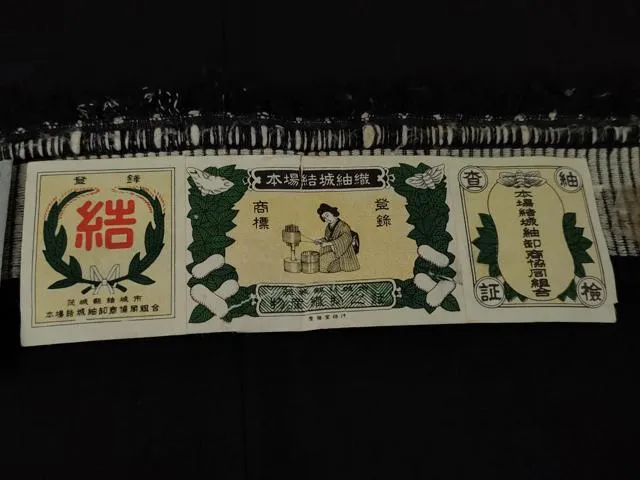 登録
結
茨城縣結城市
本場結城紬卸商協同組合
本場結城紬織
商標
登録
査
紬
証
検
本場結城紬卸商協同組合